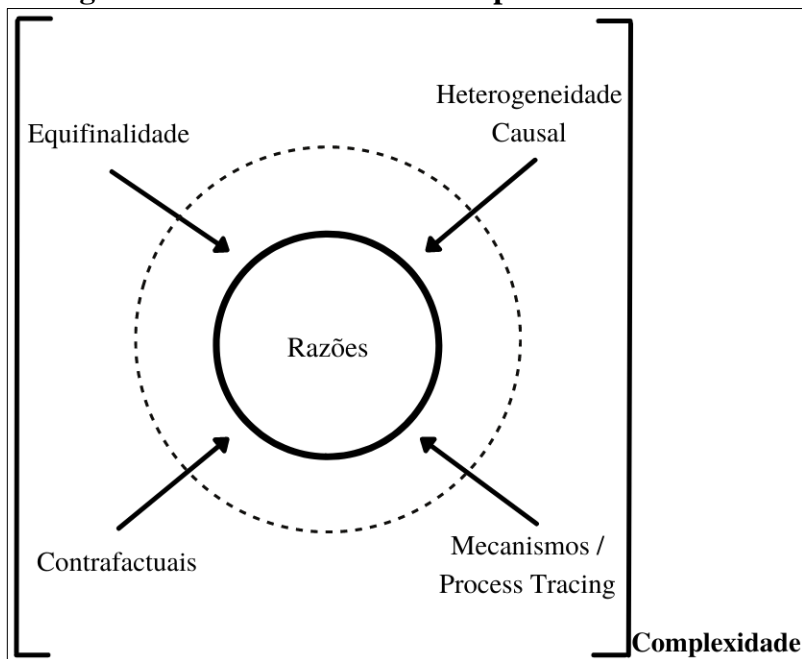 Heterogeneidade
Causal
Equifinalidade
Razões
Contrafactuais
Mecanismos /
Process Tracing
Complexidade